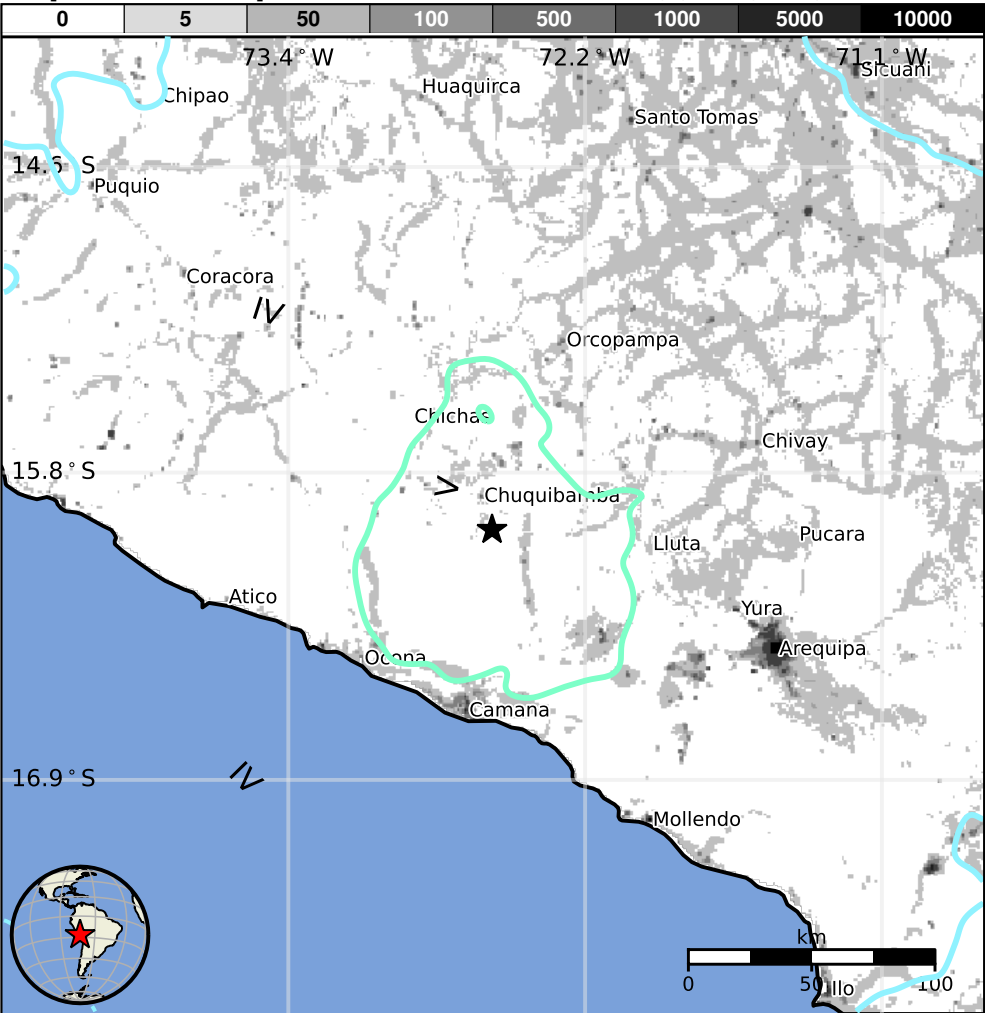 0 5 50 100 500 1000 5000 10000
73.4°W 72.2°W 71.1°W
Sicuani
Huaquirca
Chipao
Santo Tomas
14.6°S
Puquio
Coracora
IV
Orcopampa
Chichas
Chivay
15.8°S
V
Chuquibamba
Pucara
Lluta
Atico
Yura
Arequipa
Ocona
Camana
16.9°S
IV
Mollendo
km
0 50 100
Ilo